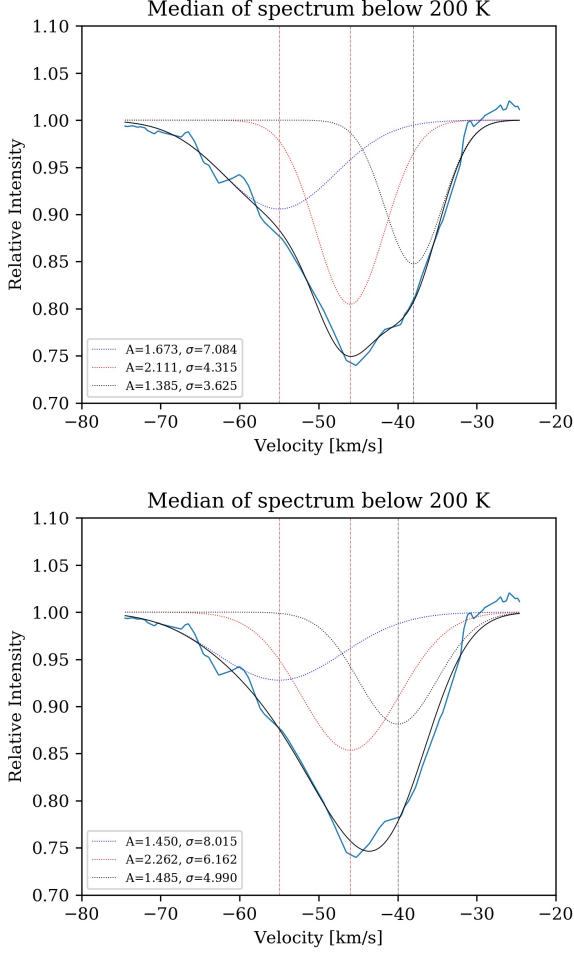 Median of spectrum below 200 K
1.10
1.05
1.00
0.95
0.90
0.85
0.80
0.75
0.70
Relative Intensity
A=1.673, σ=7.084
A=2.111, σ=4.315
A=1.385, σ=3.625
−80 −70 −60 −50 −40 −30 −20
Velocity [km/s]
Median of spectrum below 200 K
1.10
1.05
1.00
0.95
0.90
0.85
0.80
0.75
0.70
Relative Intensity
A=1.450, σ=8.015
A=2.262, σ=6.162
A=1.485, σ=4.990
−80 −70 −60 −50 −40 −30 −20
Velocity [km/s]